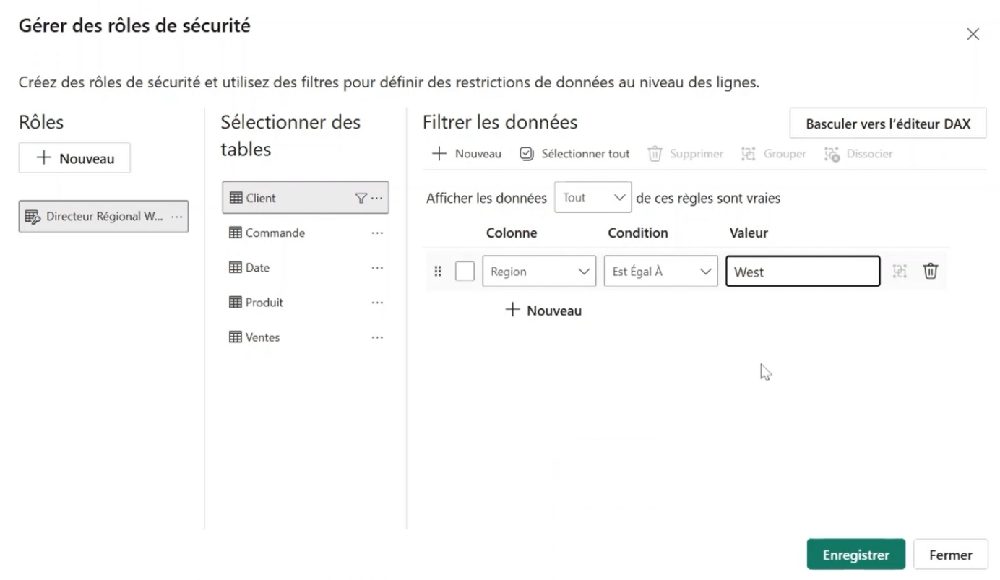 Gérer des rôles de sécurité
Créez des rôles de sécurité et utilisez des filtres pour définir des restrictions de données au niveau des lignes.
Rôles
Nouveau
Directeur Régional W...
Sélectionner des
tables
Client
Commande
Date
Produit
Ventes
Filtrer les données
Basculer vers l'éditeur DAX
Nouveau Sélectionner tout Supprimer Grouper Dissocier
Afficher les données Tout de ces règles sont vraies
Colonne Condition Valeur
Region Est Égal À West
Nouveau
Enregistrer Fermer